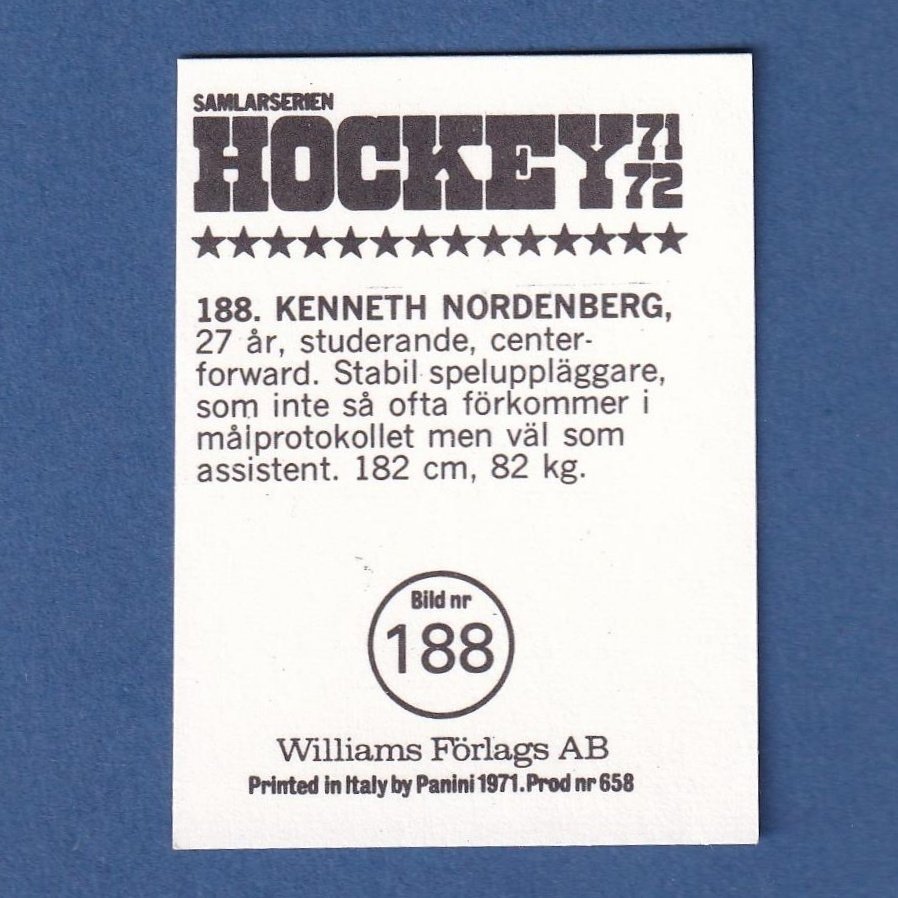 SAMLARSERIEN
HOCKEY 71 72
188. KENNETH NORDENBERG,
27 år, studerande, center-
forward. Stabil speluppläggare,
som inte så ofta förkommer i
målprotokollet men väl som
assistent. 182 cm, 82 kg.
Bild nr
188
Williams Förlags AB
Printed in Italy by Panini 1971. Prod nr 658